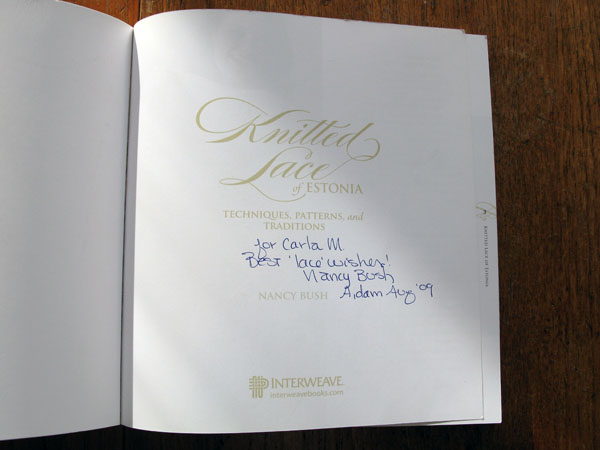 Knitted
Lace
of ESTONIA
TECHNIQUES, PATTERNS, and
TRADITIONS
for Carla M.
Best 'lace' wishes!
Nancy Bush
NANCY BUSH
A'dam Aug '09
INTERWEAVE
interweavebooks.com
KNITTED LACE OF ESTONIA